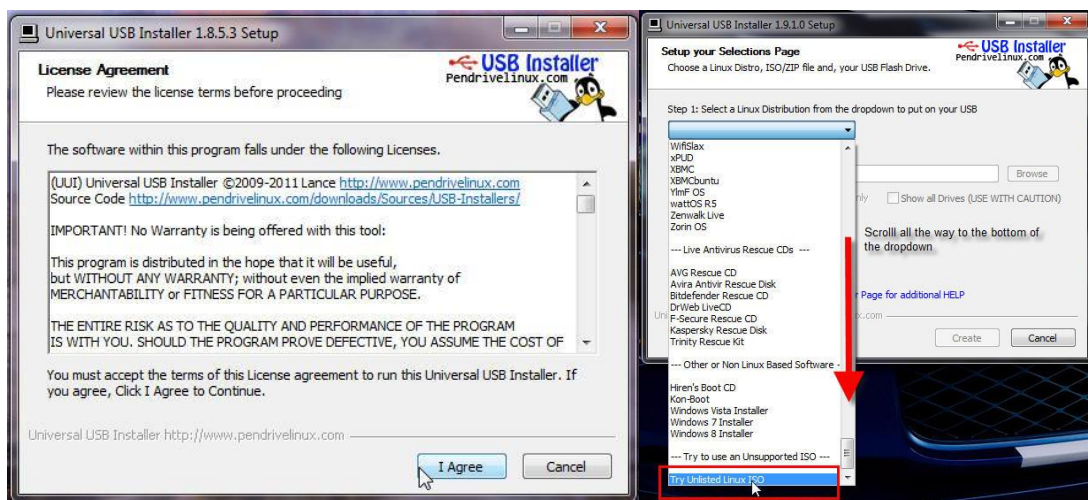 Universal USB Installer 1.8.5.3 Setup
License Agreement
Please review the license terms before proceeding
USB Installer
Pendrivelinux.com
The software within this program falls under the following Licenses.
(UUI) Universal USB Installer ©2009-2011 Lance http://www.pendrivelinux.com
Source Code http://www.pendrivelinux.com/downloads/Sources/USB-Installers/
IMPORTANT! No Warranty is being offered with this tool:
This program is distributed in the hope that it will be useful,
but WITHOUT ANY WARRANTY; without even the implied warranty of
MERCHANTABILITY or FITNESS FOR A PARTICULAR PURPOSE.
THE ENTIRE RISK AS TO THE QUALITY AND PERFORMANCE OF THE PROGRAM
IS WITH YOU. SHOULD THE PROGRAM PROVE DEFECTIVE, YOU ASSUME THE COST OF
You must accept the terms of this License agreement to run this Universal USB Installer. If
you agree, Click I Agree to Continue.
Universal USB Installer http://www.pendrivelinux.com
I Agree
Cancel
Universal USB Installer 1.9.1.0 Setup
Setup your Selections Page
Choose a Linux Distro, ISO/ZIP file and, your USB Flash Drive.
USB Installer
Pendrivelinux.com
Step 1: Select a Linux Distribution from the dropdown to put on your USB
WifiSlax
xPUD
XBMC
XBMCbuntu
YlmF OS
wattOS R5
Zenwalk Live
Zorin OS
--- Live Antivirus Rescue CDs ---
AVG Rescue CD
Avira Antivir Rescue Disk
Bitdefender Rescue CD
DrWeb LiveCD
F-Secure Rescue CD
Kaspersky Rescue Disk
Trinity Rescue Kit
--- Other or Non Linux Based Software -
Hiren's Boot CD
Kon-Boot
Windows Vista Installer
Windows 7 Installer
Windows 8 Installer
--- Try to use an Unsupported ISO ---
Try Unlisted Linux ISO
Browse
Show all Drives (USE WITH CAUTION)
Scrolll all the way to the bottom of
the dropdown
r Page for additional HELP
Create
Cancel